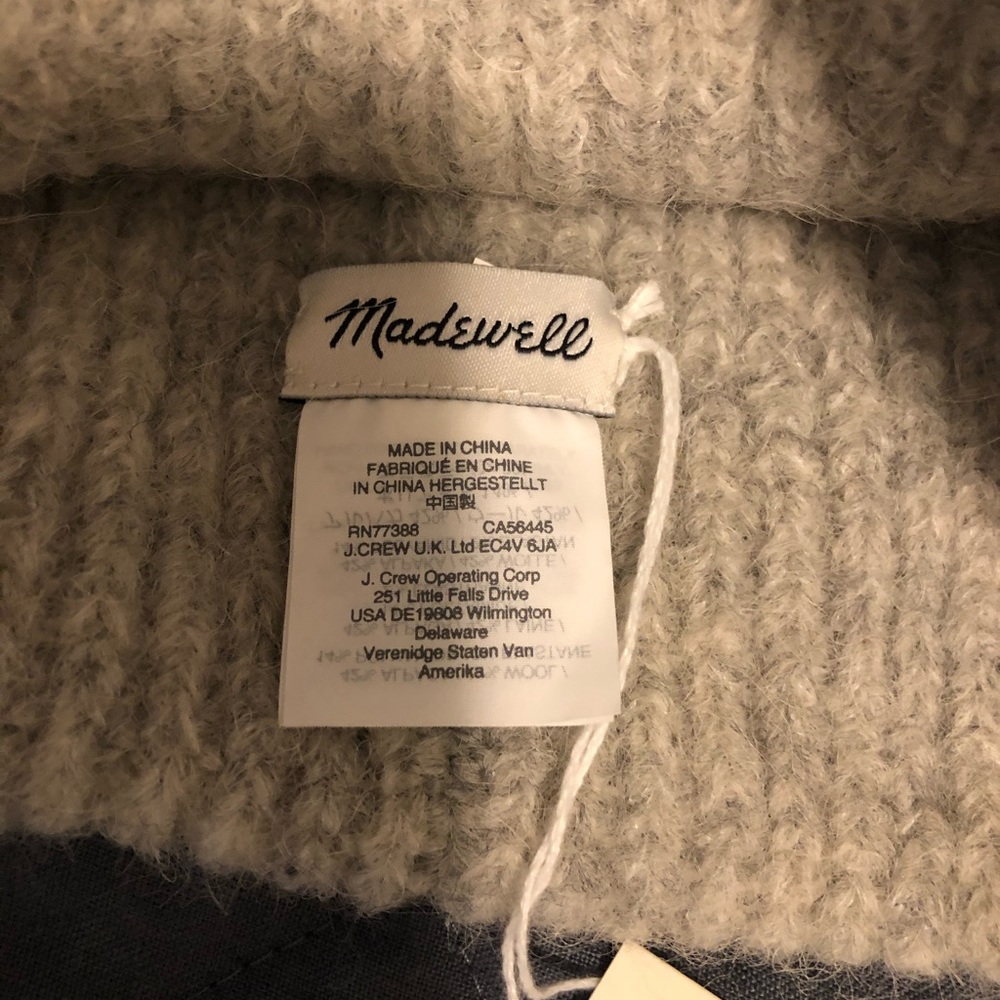 Madewell
MADE IN CHINA
FABRIQUÉ EN CHINE
IN CHINA HERGESTELLT
中国製
RN77388 CA56445
J.CREW U.K. Ltd EC4V 6JA
J. Crew Operating Corp
251 Little Falls Drive
USA DE19808 Wilmington
Delaware
Verenidge Staten Van
Amerika